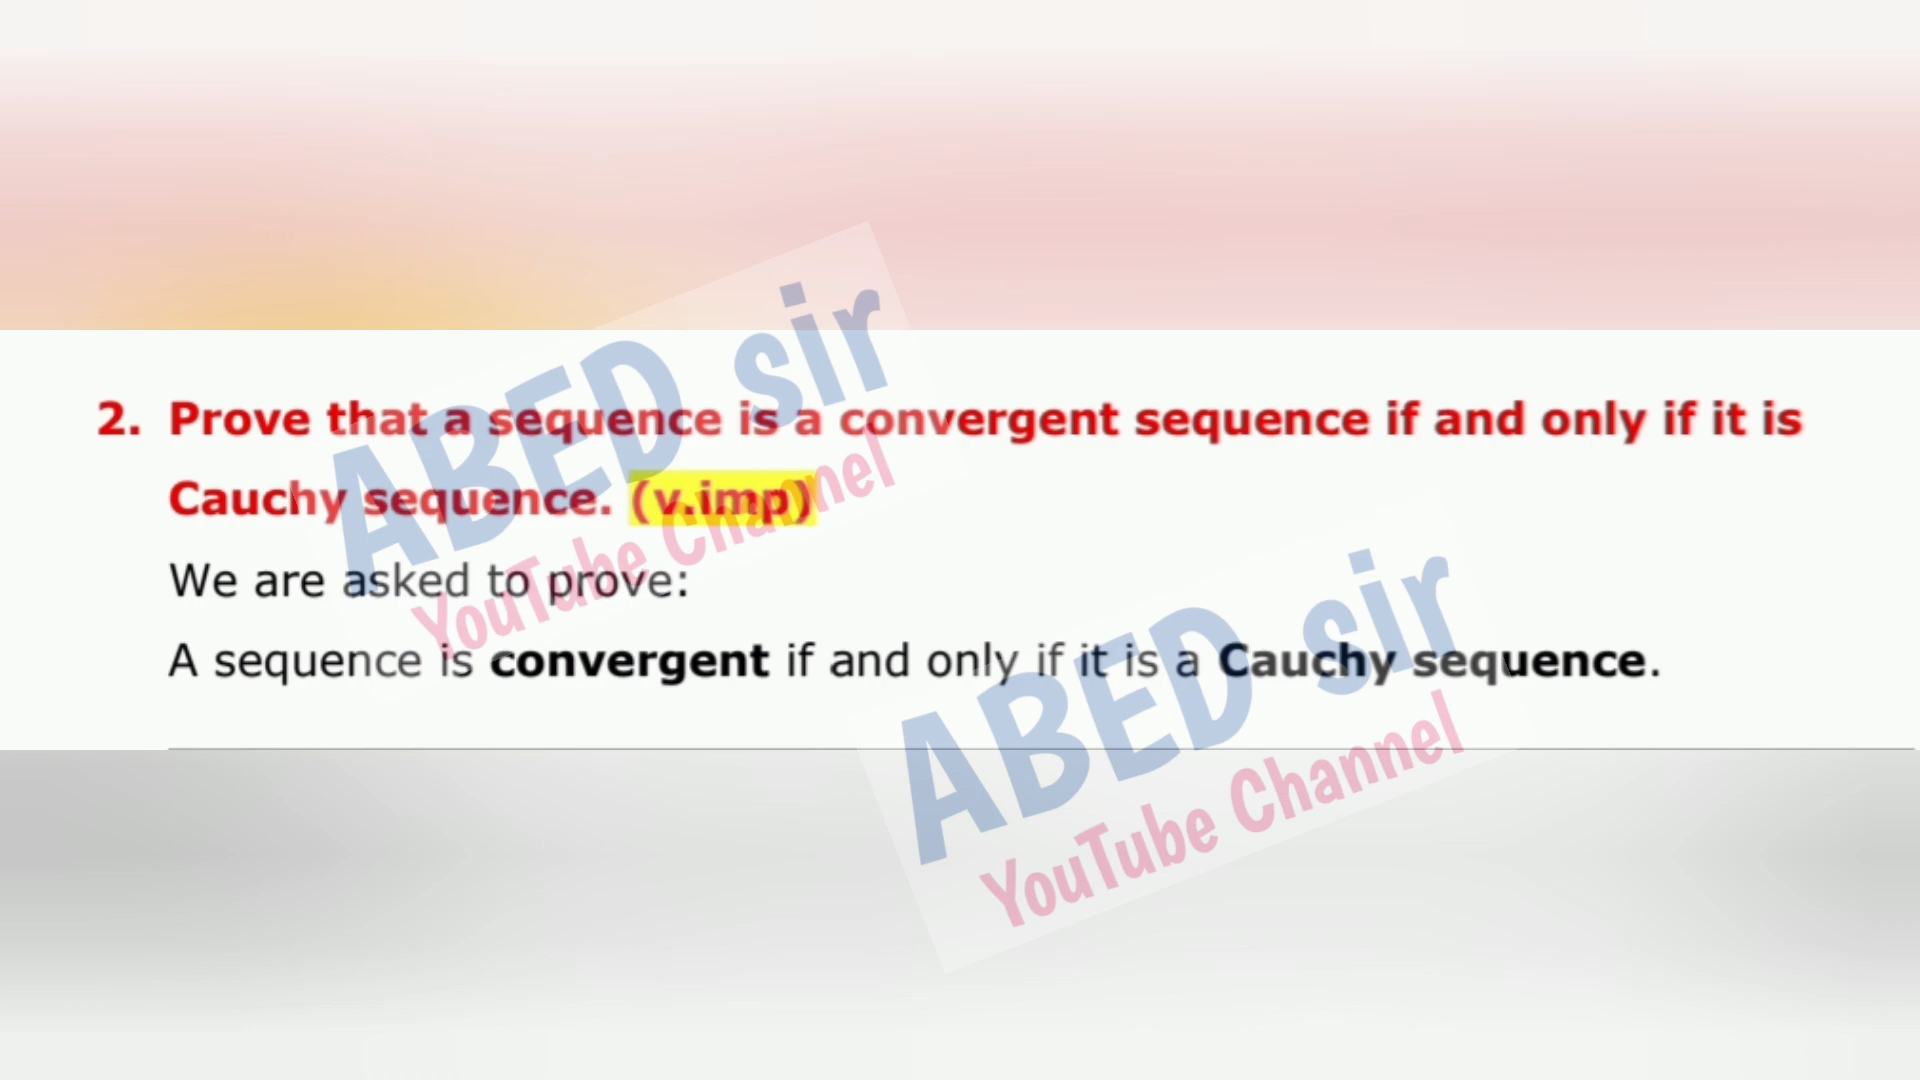 2. Prove that a sequence is a convergent sequence if and only if it is
Cauchy sequence. (v.imp)
We are asked to prove:
A sequence is convergent if and only if it is a Cauchy sequence.
ABED sir
YouTube Channel
ABED sir
YouTube Channel